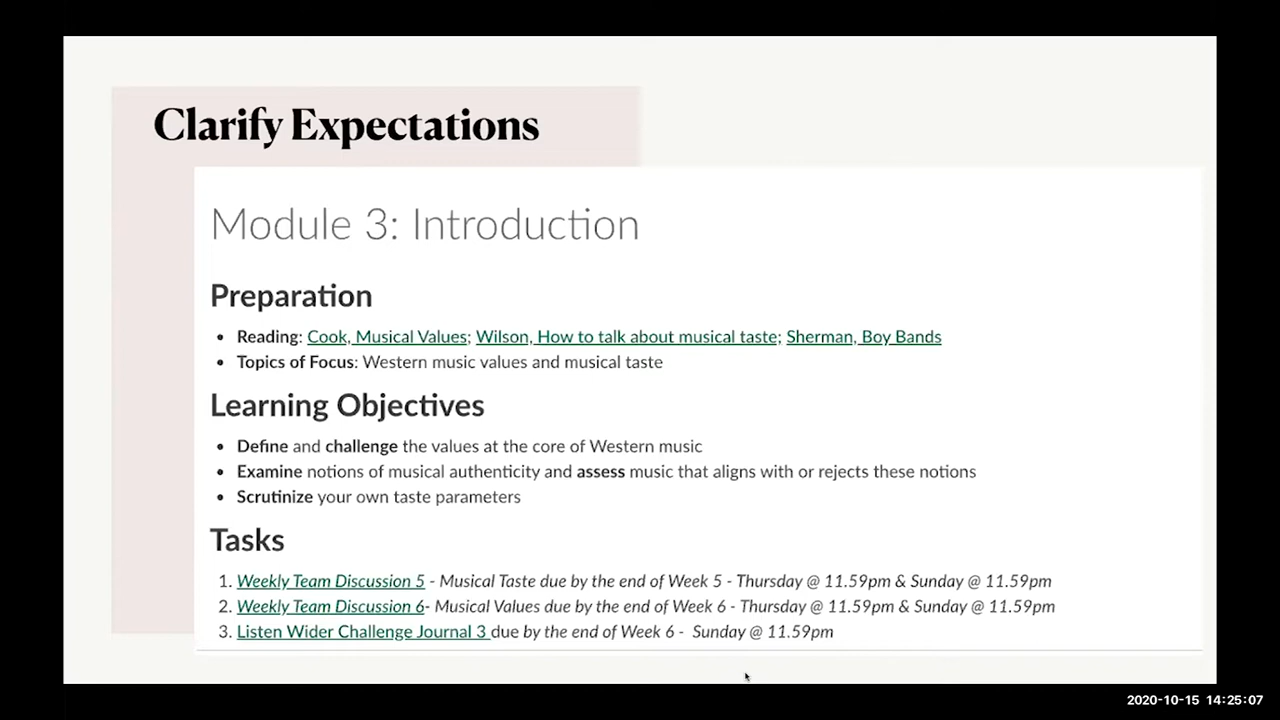 Clarify Expectations
Module 3: Introduction
Preparation
• Reading: Cook, Musical Values; Wilson, How to talk about musical taste; Sherman, Boy Bands
• Topics of Focus: Western music values and musical taste
Learning Objectives
• Define and challenge the values at the core of Western music
• Examine notions of musical authenticity and assess music that aligns with or rejects these notions
• Scrutinize your own taste parameters
Tasks
1. Weekly Team Discussion 5 - Musical Taste due by the end of Week 5 - Thursday @ 11.59pm & Sunday @ 11.59pm
2. Weekly Team Discussion 6- Musical Values due by the end of Week 6 - Thursday @ 11.59pm & Sunday @ 11.59pm
3. Listen Wider Challenge Journal 3 due by the end of Week 6 - Sunday @ 11.59pm
2020-10-15 14:25:07